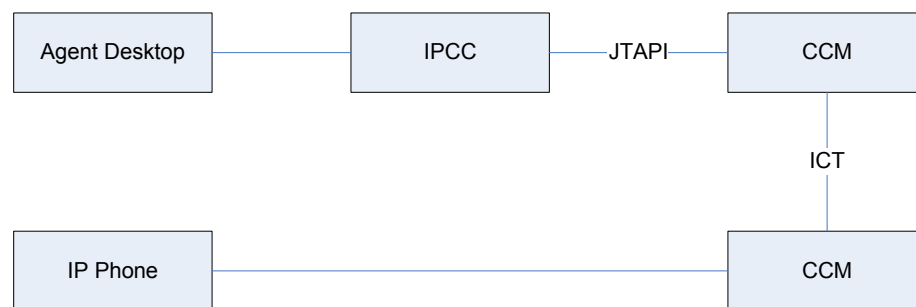 Agent Desktop
IPCC
JTAPI
CCM
ICT
IP Phone
CCM